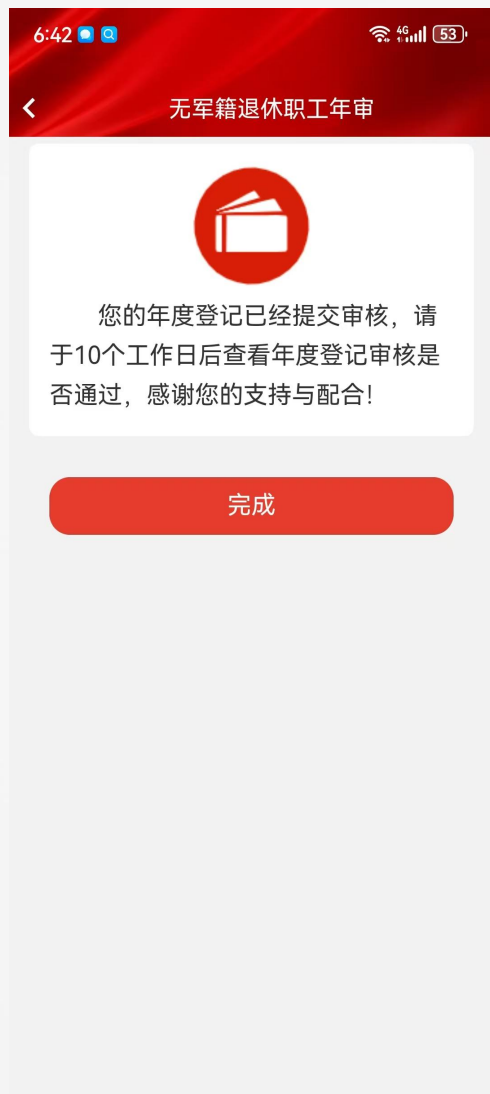 6:42
4G
53
无军籍退休职工年审
您的年度登记已经提交审核，请
于10个工作日后查看年度登记审核是
否通过，感谢您的支持与配合！
完成